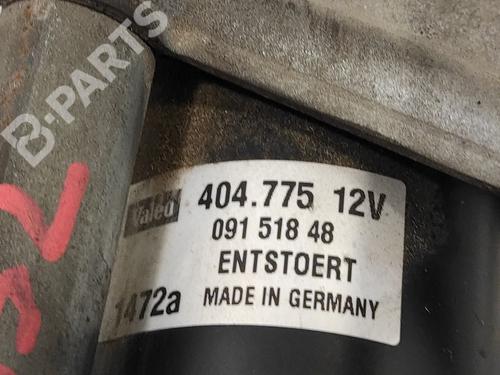 B-PARTS
Valeo 404.775 12V
091 518 48
ENTSTOERT
1472a MADE IN GERMANY